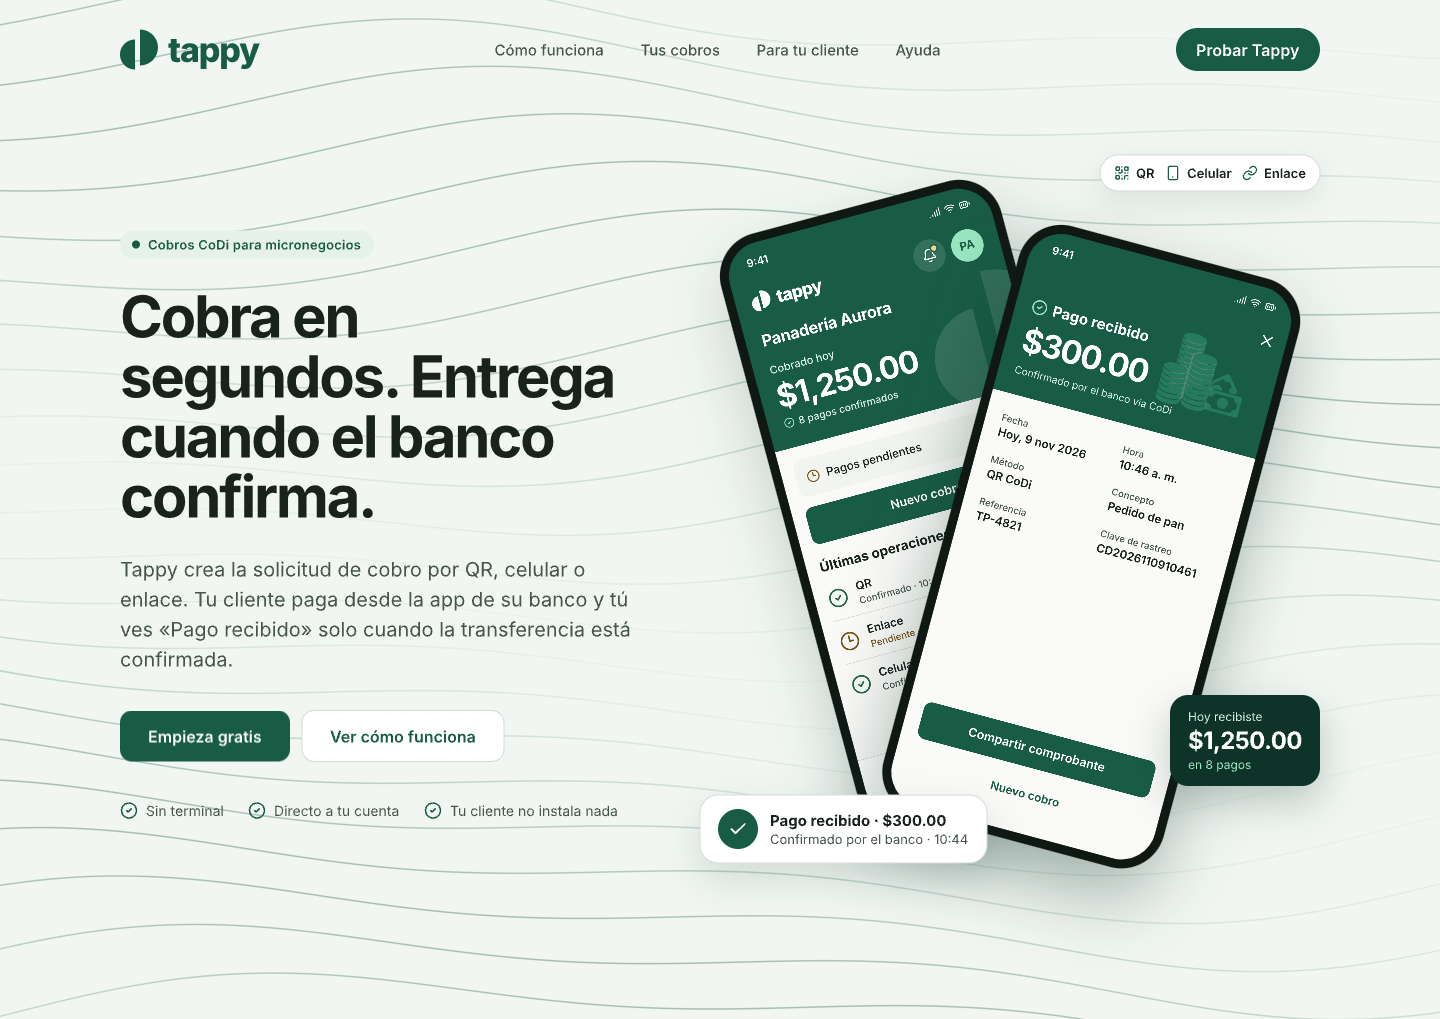 tappy
Cómo funciona
Tus cobros
Para tu cliente
Ayuda
Probar Tappy
Cobros CoDi para micronegocios
Cobra en
segundos. Entrega
cuando el banco
confirma.
Tappy crea la solicitud de cobro por QR, celular o
enlace. Tu cliente paga desde la app de su banco y tú
ves «Pago recibido» solo cuando la transferencia está
confirmada.
Empieza gratis
Ver cómo funciona
Sin terminal
Directo a tu cuenta
Tu cliente no instala nada
QR
Celular
Enlace
9:41
PA
tappy
Panadería Aurora
Cobrado hoy
$1,250.00
8 pagos confirmados
Pagos pendientes
Nuevo cobr
Últimas operacione
QR
Confirmado · 10:
Enlace
Pendiente
Celula
Confi
9:41
Pago recibido
$300.00
Confirmado por el banco vía CoDi
Fecha
Hoy, 9 nov 2026
Hora
10:46 a. m.
Método
QR CoDi
Concepto
Pedido de pan
Referencia
TP-4821
Clave de rastreo
CD2026110910461
Compartir comprobante
Nuevo cobro
Hoy recibiste
$1,250.00
en 8 pagos
Pago recibido · $300.00
Confirmado por el banco · 10:44